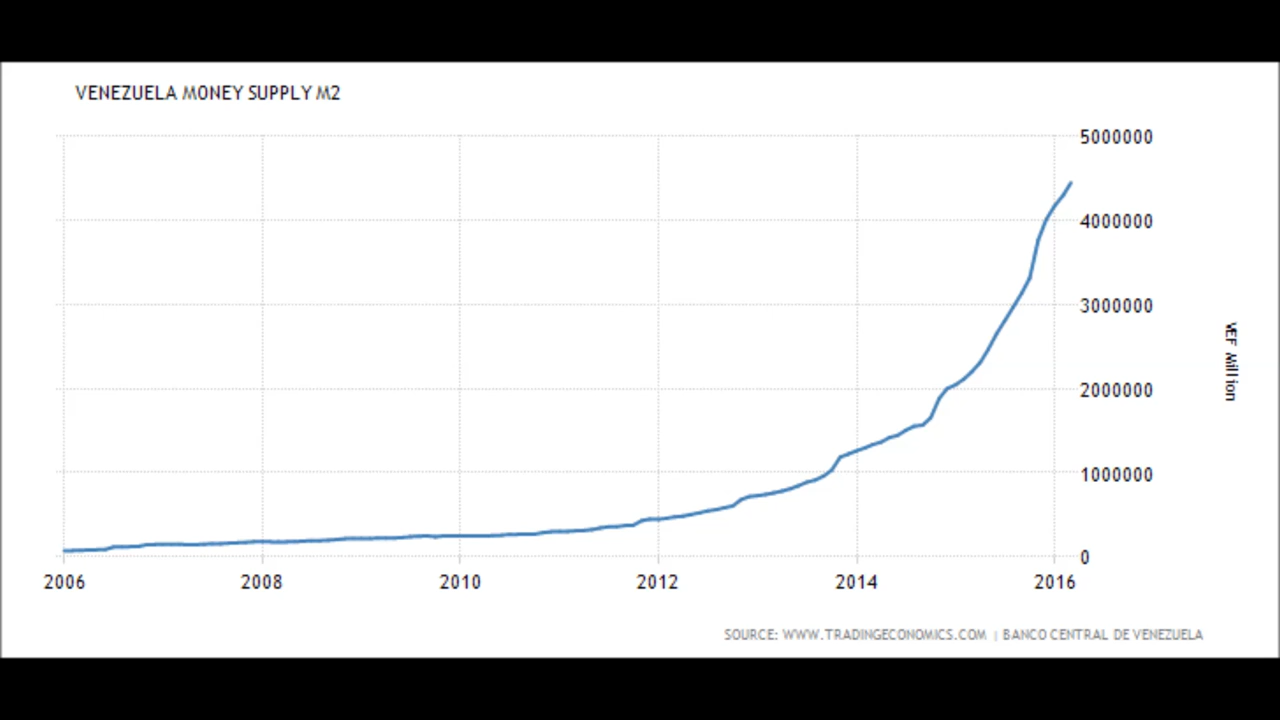 VENEZUELA MONEY SUPPLY M2
5000000
4000000
3000000
2000000
1000000
0
VEF Million
2006 2008 2010 2012 2014 2016
SOURCE: WWW.TRADINGECONOMICS.COM | BANCO CENTRAL DE VENEZUELA